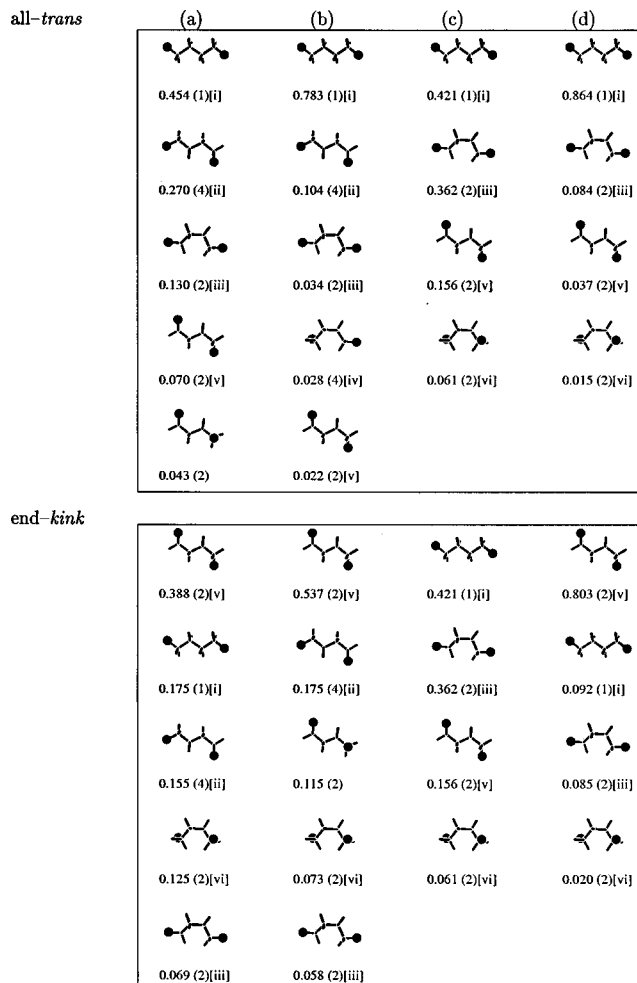 all–trans (a) (b) (c) (d)
0.454 (1)[i] 0.783 (1)[i] 0.421 (1)[i] 0.864 (1)[i]
0.270 (4)[ii] 0.104 (4)[ii] 0.362 (2)[iii] 0.084 (2)[iii]
0.130 (2)[iii] 0.034 (2)[iii] 0.156 (2)[v] 0.037 (2)[v]
0.070 (2)[v] 0.028 (4)[iv] 0.061 (2)[vi] 0.015 (2)[vi]
0.043 (2) 0.022 (2)[v]
end–kink
0.388 (2)[v] 0.537 (2)[v] 0.421 (1)[i] 0.803 (2)[v]
0.175 (1)[i] 0.175 (4)[ii] 0.362 (2)[iii] 0.092 (1)[i]
0.155 (4)[ii] 0.115 (2) 0.156 (2)[v] 0.085 (2)[iii]
0.125 (2)[vi] 0.073 (2)[vi] 0.061 (2)[vi] 0.020 (2)[vi]
0.069 (2)[iii] 0.058 (2)[iii]